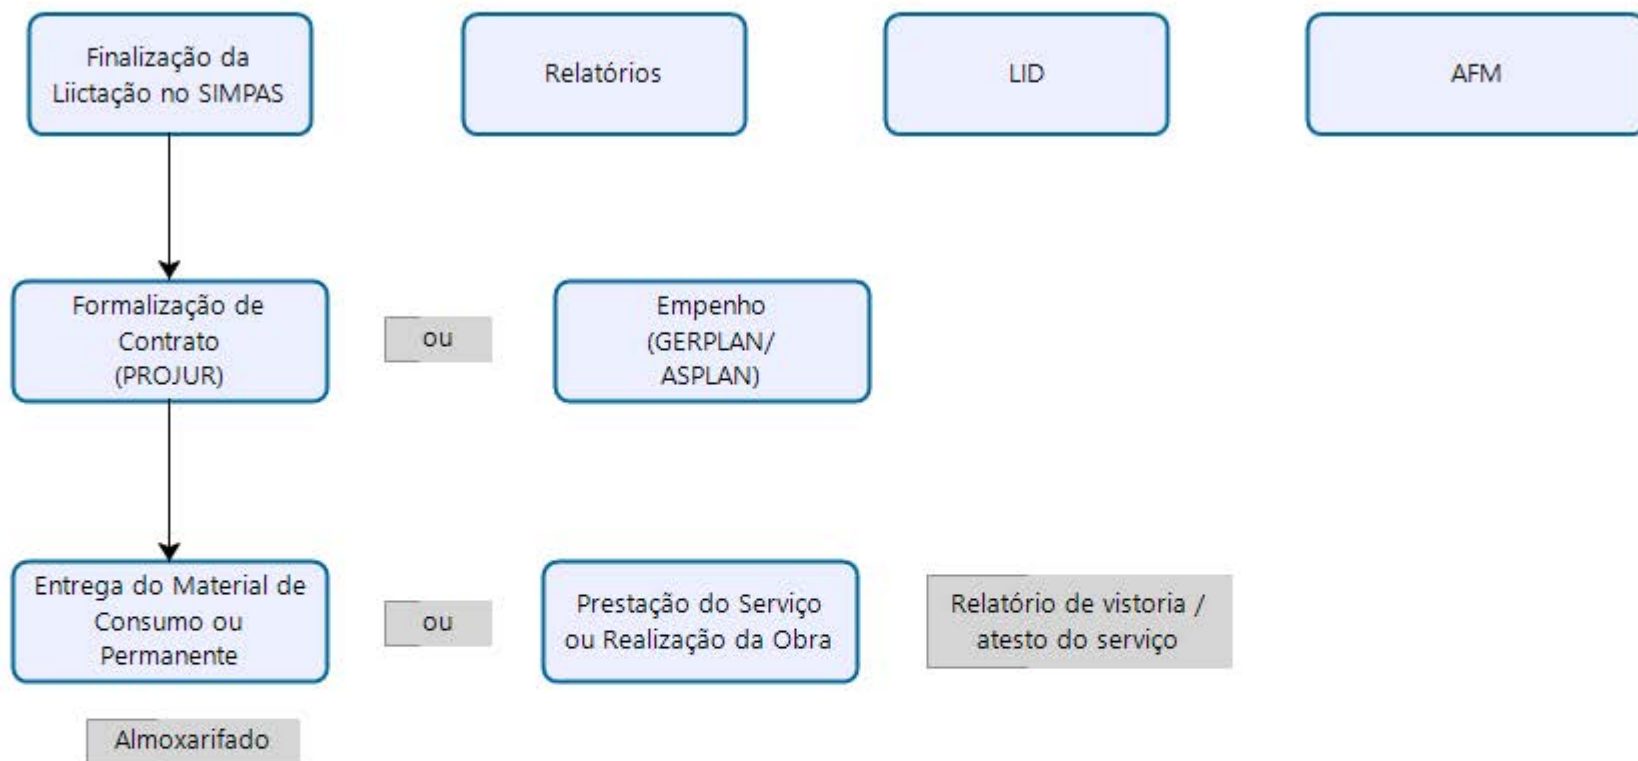 Finalização da
Liictação no SIMPAS
Relatórios
LID
AFM
Formalização de
Contrato
(PROJUR)
ou
Empenho
(GERPLAN/
ASPLAN)
Entrega do Material de
Consumo ou
Permanente
ou
Prestação do Serviço
ou Realização da Obra
Relatório de vistoria /
atesto do serviço
Almoxarifado